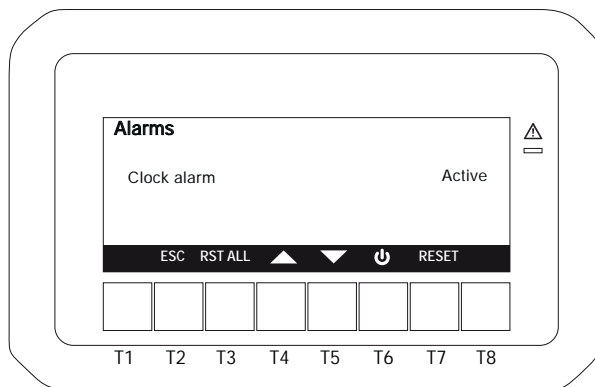 Alarms
Clock alarm Active
ESC RST ALL RESET
T1 T2 T3 T4 T5 T6 T7 T8